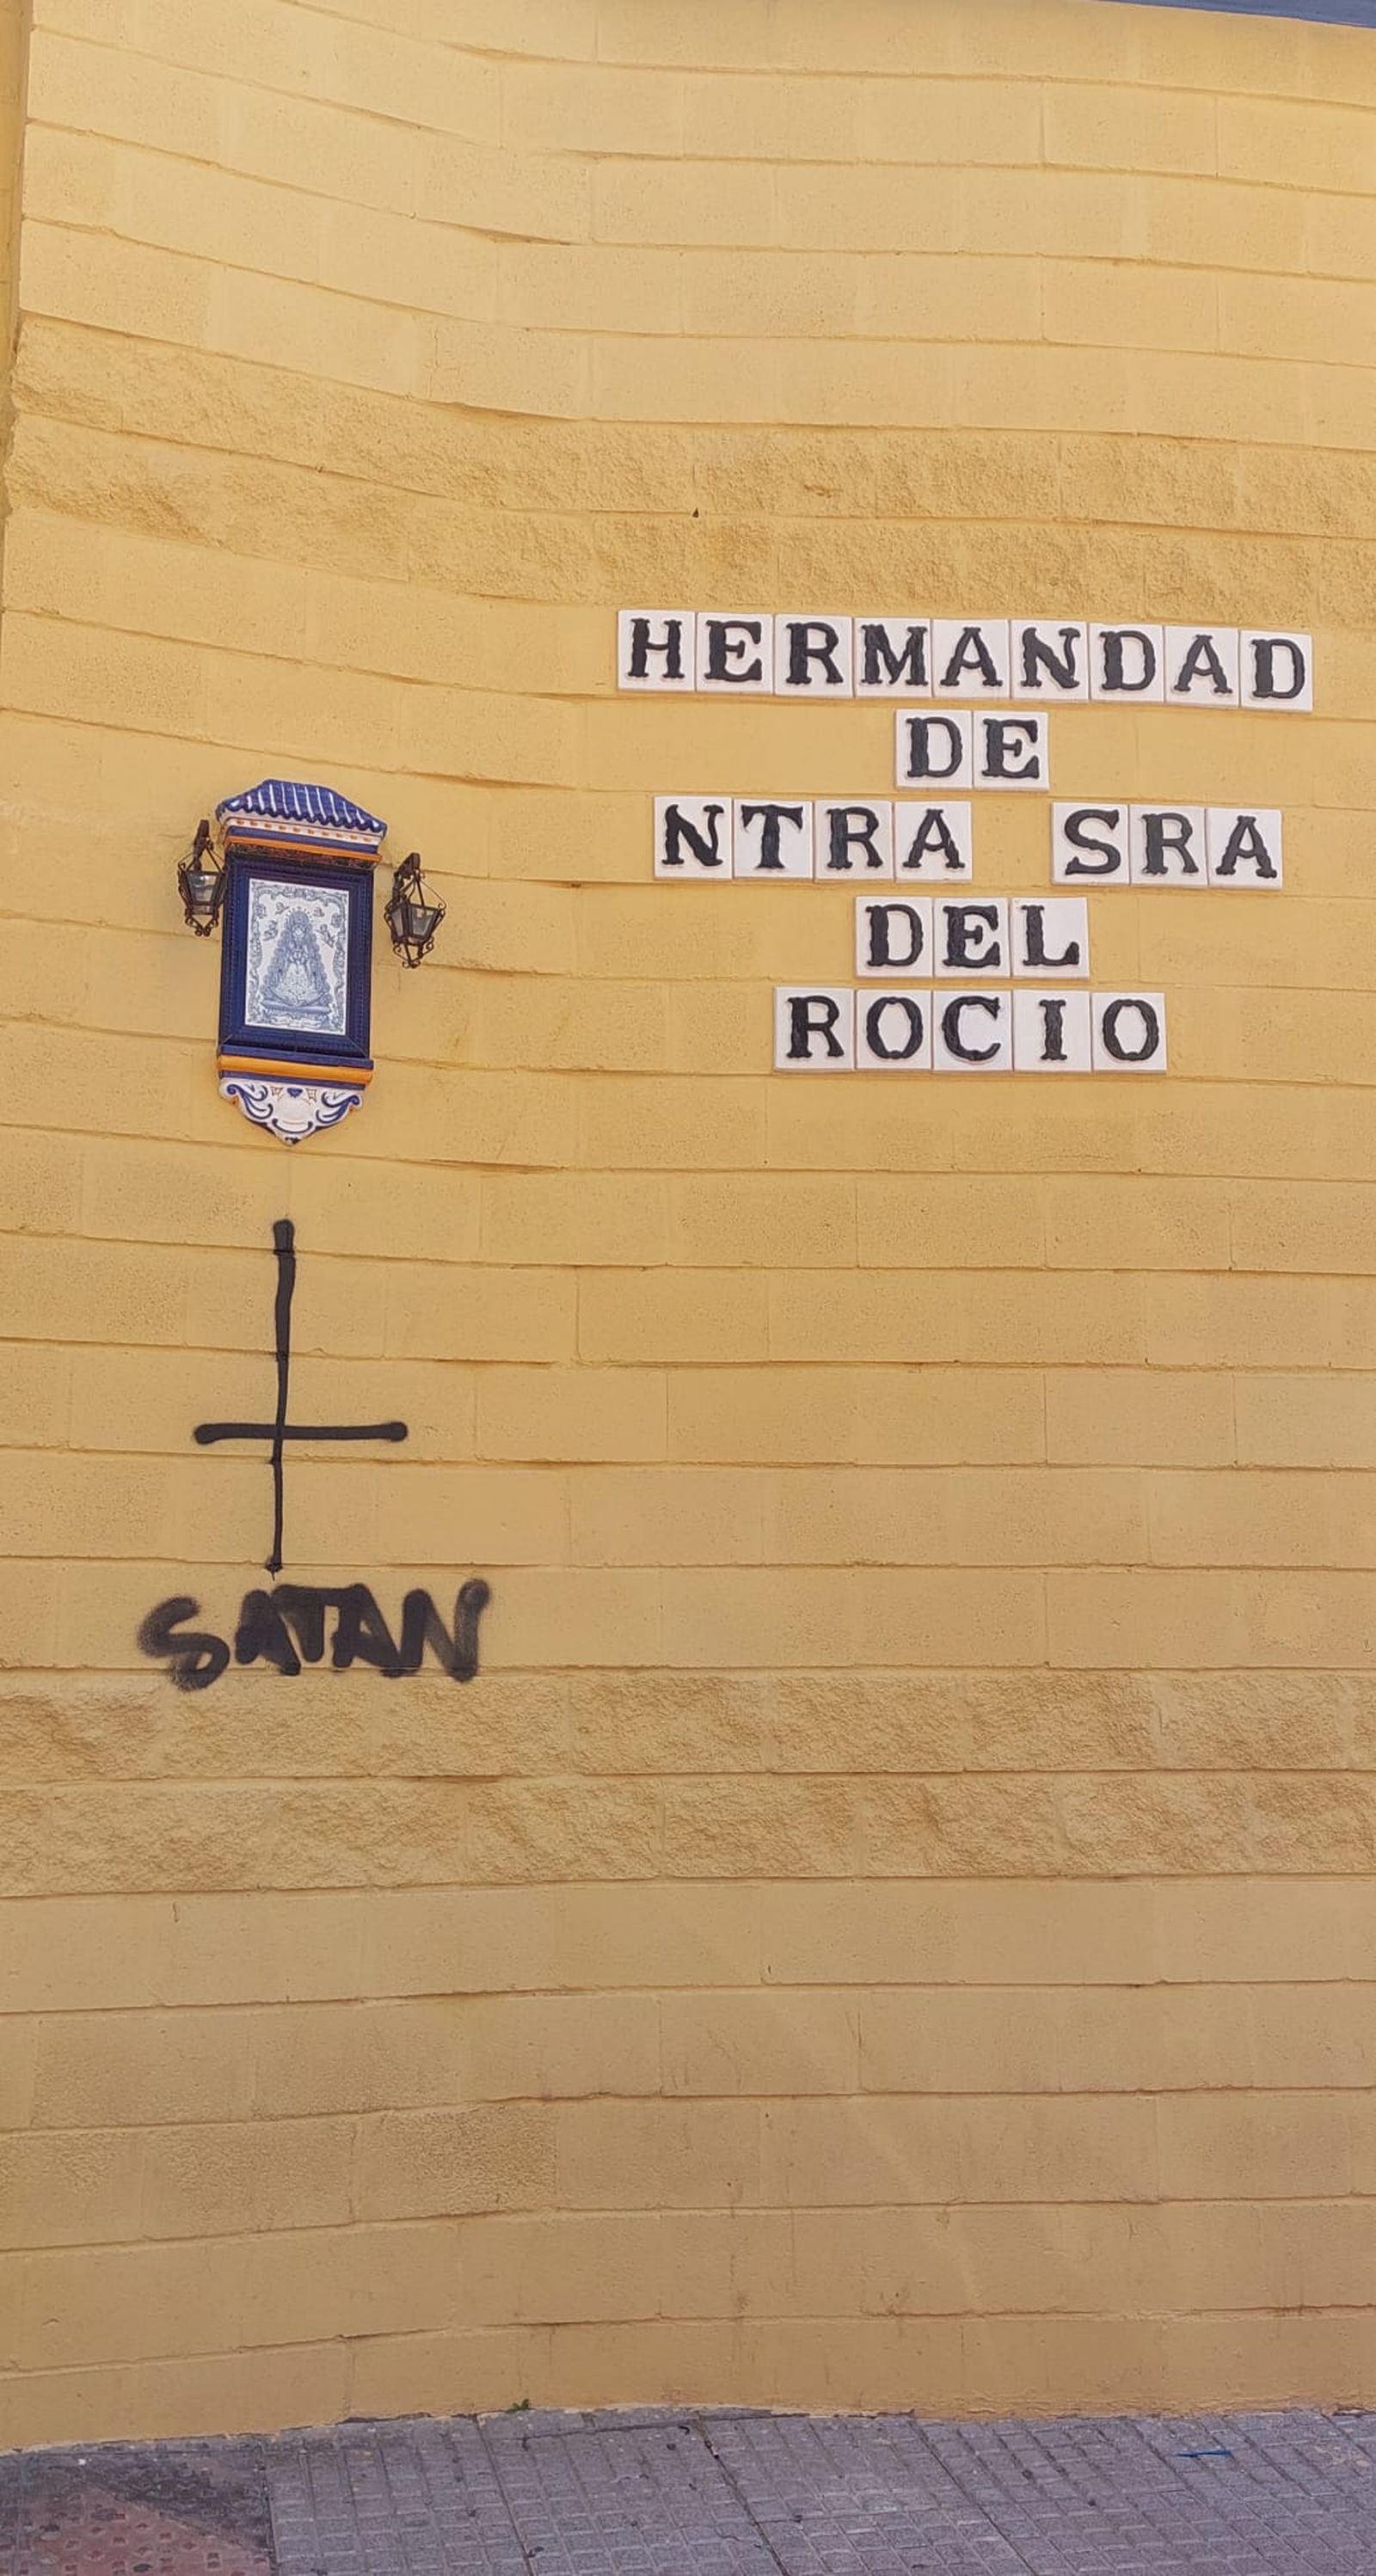 HERMANDAD
DE
NTRA SRA
DEL
ROCIO
SATAN